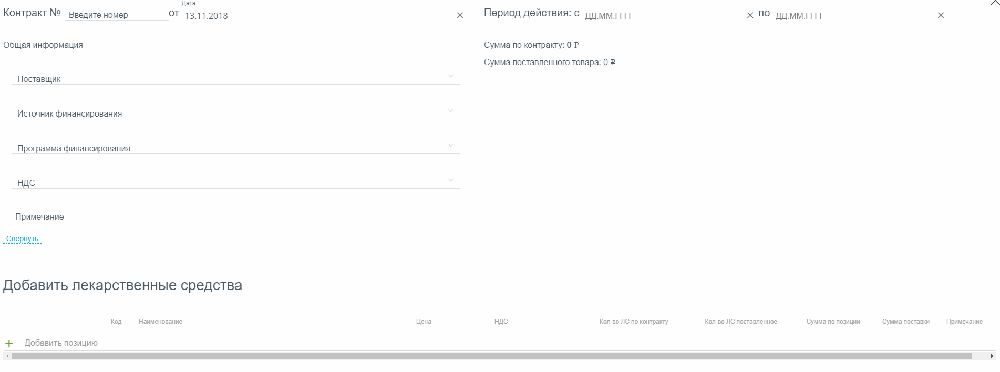 Дата
Контракт № Введите номер от 13.11.2018 Период действия: с ДД.ММ.ГГГГ по ДД.ММ.ГГГГ
Общая информация
Сумма по контракту: 0 ₽
Сумма поставленного товара: 0 ₽
Поставщик
Источник финансирования
Программа финансирования
НДС
Примечание
Свернуть
Добавить лекарственные средства
Код Наименование Цена НДС Кол-во ЛС по контракту Кол-во ЛС поставленное Сумма по позиции Сумма поставки Примечание
Добавить позицию